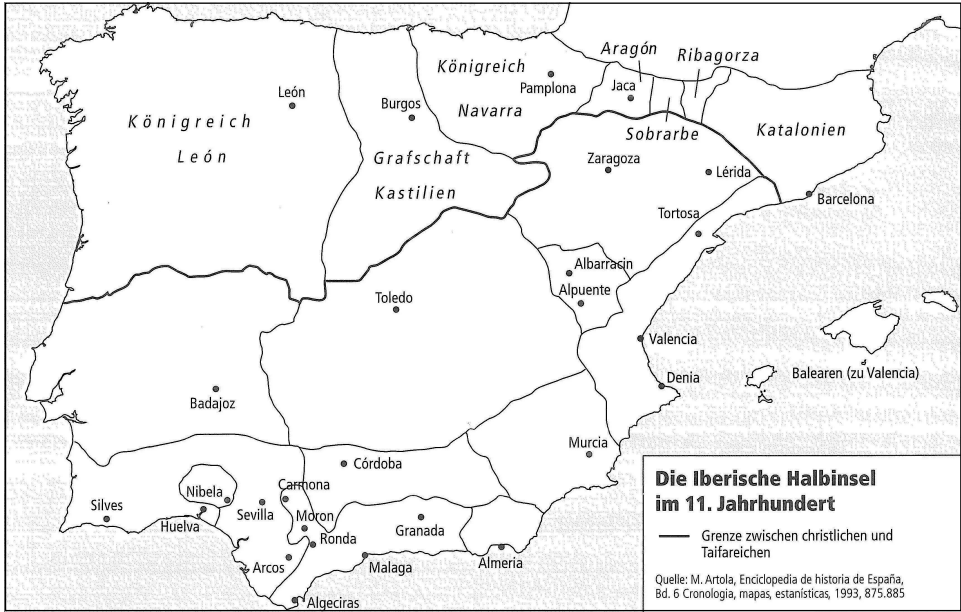 Aragón
Ribagorza
Königreich
Navarra
Pamplona
Jaca
León
Burgos
Sobrarbe
Katalonien
Königreich
León
Grafschaft
Kastilien
Zaragoza
Lérida
Barcelona
Tortosa
Albarracin
Alpuente
Toledo
Valencia
Balearen (zu Valencia)
Denia
Badajoz
Murcia
Córdoba
Carmona
Nibela
Silves
Sevilla
Huelva
Moron
Granada
Ronda
Arcos
Malaga
Almeria
Algeciras
Die Iberische Halbinsel
im 11. Jahrhundert
Grenze zwischen christlichen und
Taifareichen
Quelle: M. Artola, Enciclopedia de historia de España,
Bd. 6 Cronologia, mapas, estanísticas, 1993, 875.885